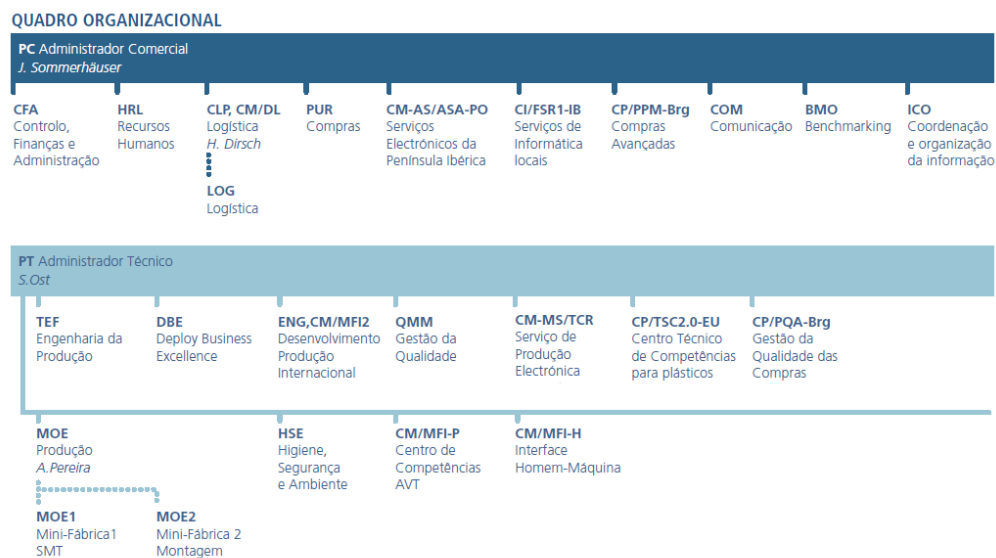 QUADRO ORGANIZACIONAL
PC Administrador Comercial
J. Sommerhäuser
CFA
Controlo,
Finanças e
Administração
HRL
Recursos
Humanos
CLP, CM/DL
Logística
H. Dirsch
LOG
Logística
PUR
Compras
CM-AS/ASA-PO
Serviços
Electrónicos da
Península Ibérica
CI/FSR1-IB
Serviços de
Informática
locais
CP/PPM-Brg
Compras
Avançadas
COM
Comunicação
BMO
Benchmarking
ICO
Coordenação
e organização
da informação
PT Administrador Técnico
S.Ost
TEF
Engenharia da
Produção
DBE
Deploy Business
Excellence
ENG,CM/MFI2
Desenvolvimento
Produção
Internacional
QMM
Gestão da
Qualidade
CM-MS/TCR
Serviço de
Produção
Electrónica
CP/TSC2.0-EU
Centro Técnico
de Competências
para plásticos
CP/PQA-Brg
Gestão da
Qualidade das
Compras
MOE
Produção
A.Pereira
MOE1
Mini-Fábrica1
SMT
MOE2
Mini-Fábrica 2
Montagem
HSE
Higiene,
Segurança
e Ambiente
CM/MFI-P
Centro de
Competências
AVT
CM/MFI-H
Interface
Homem-Máquina